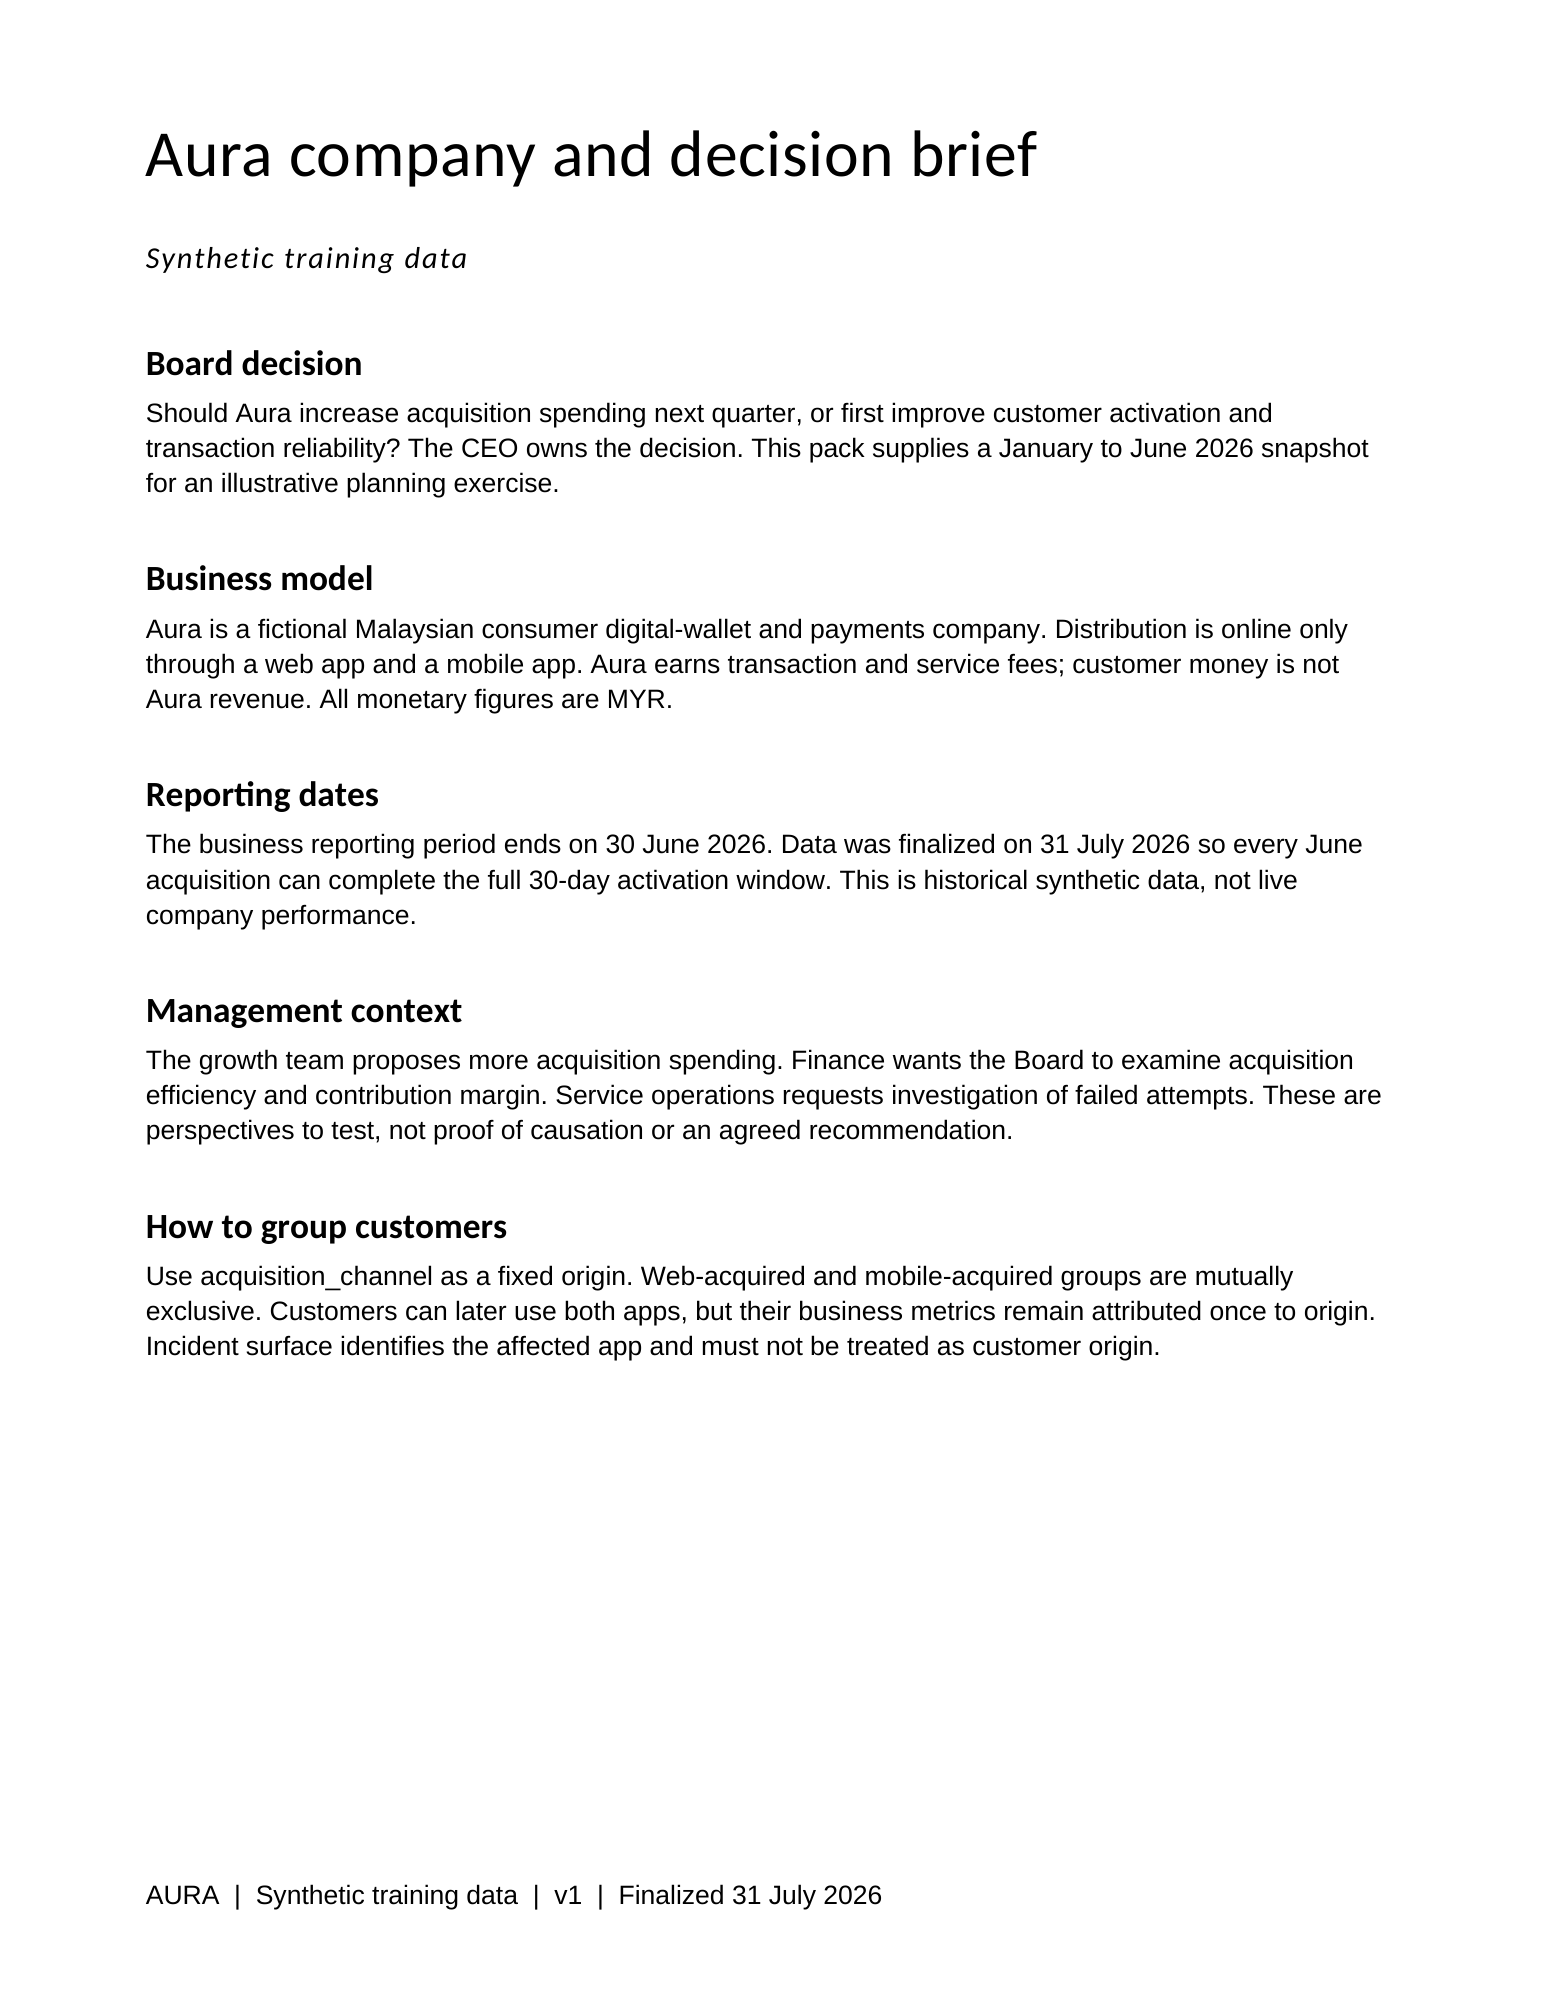 Aura company and decision brief
Synthetic training data
Board decision
Should Aura increase acquisition spending next quarter, or first improve customer activation and
transaction reliability? The CEO owns the decision. This pack supplies a January to June 2026 snapshot
for an illustrative planning exercise.
Business model
Aura is a fictional Malaysian consumer digital-wallet and payments company. Distribution is online only
through a web app and a mobile app. Aura earns transaction and service fees; customer money is not
Aura revenue. All monetary figures are MYR.
Reporting dates
The business reporting period ends on 30 June 2026. Data was finalized on 31 July 2026 so every June
acquisition can complete the full 30-day activation window. This is historical synthetic data, not live
company performance.
Management context
The growth team proposes more acquisition spending. Finance wants the Board to examine acquisition
efficiency and contribution margin. Service operations requests investigation of failed attempts. These are
perspectives to test, not proof of causation or an agreed recommendation.
How to group customers
Use acquisition_channel as a fixed origin. Web-acquired and mobile-acquired groups are mutually
exclusive. Customers can later use both apps, but their business metrics remain attributed once to origin.
Incident surface identifies the affected app and must not be treated as customer origin.
AURA | Synthetic training data | v1 | Finalized 31 July 2026